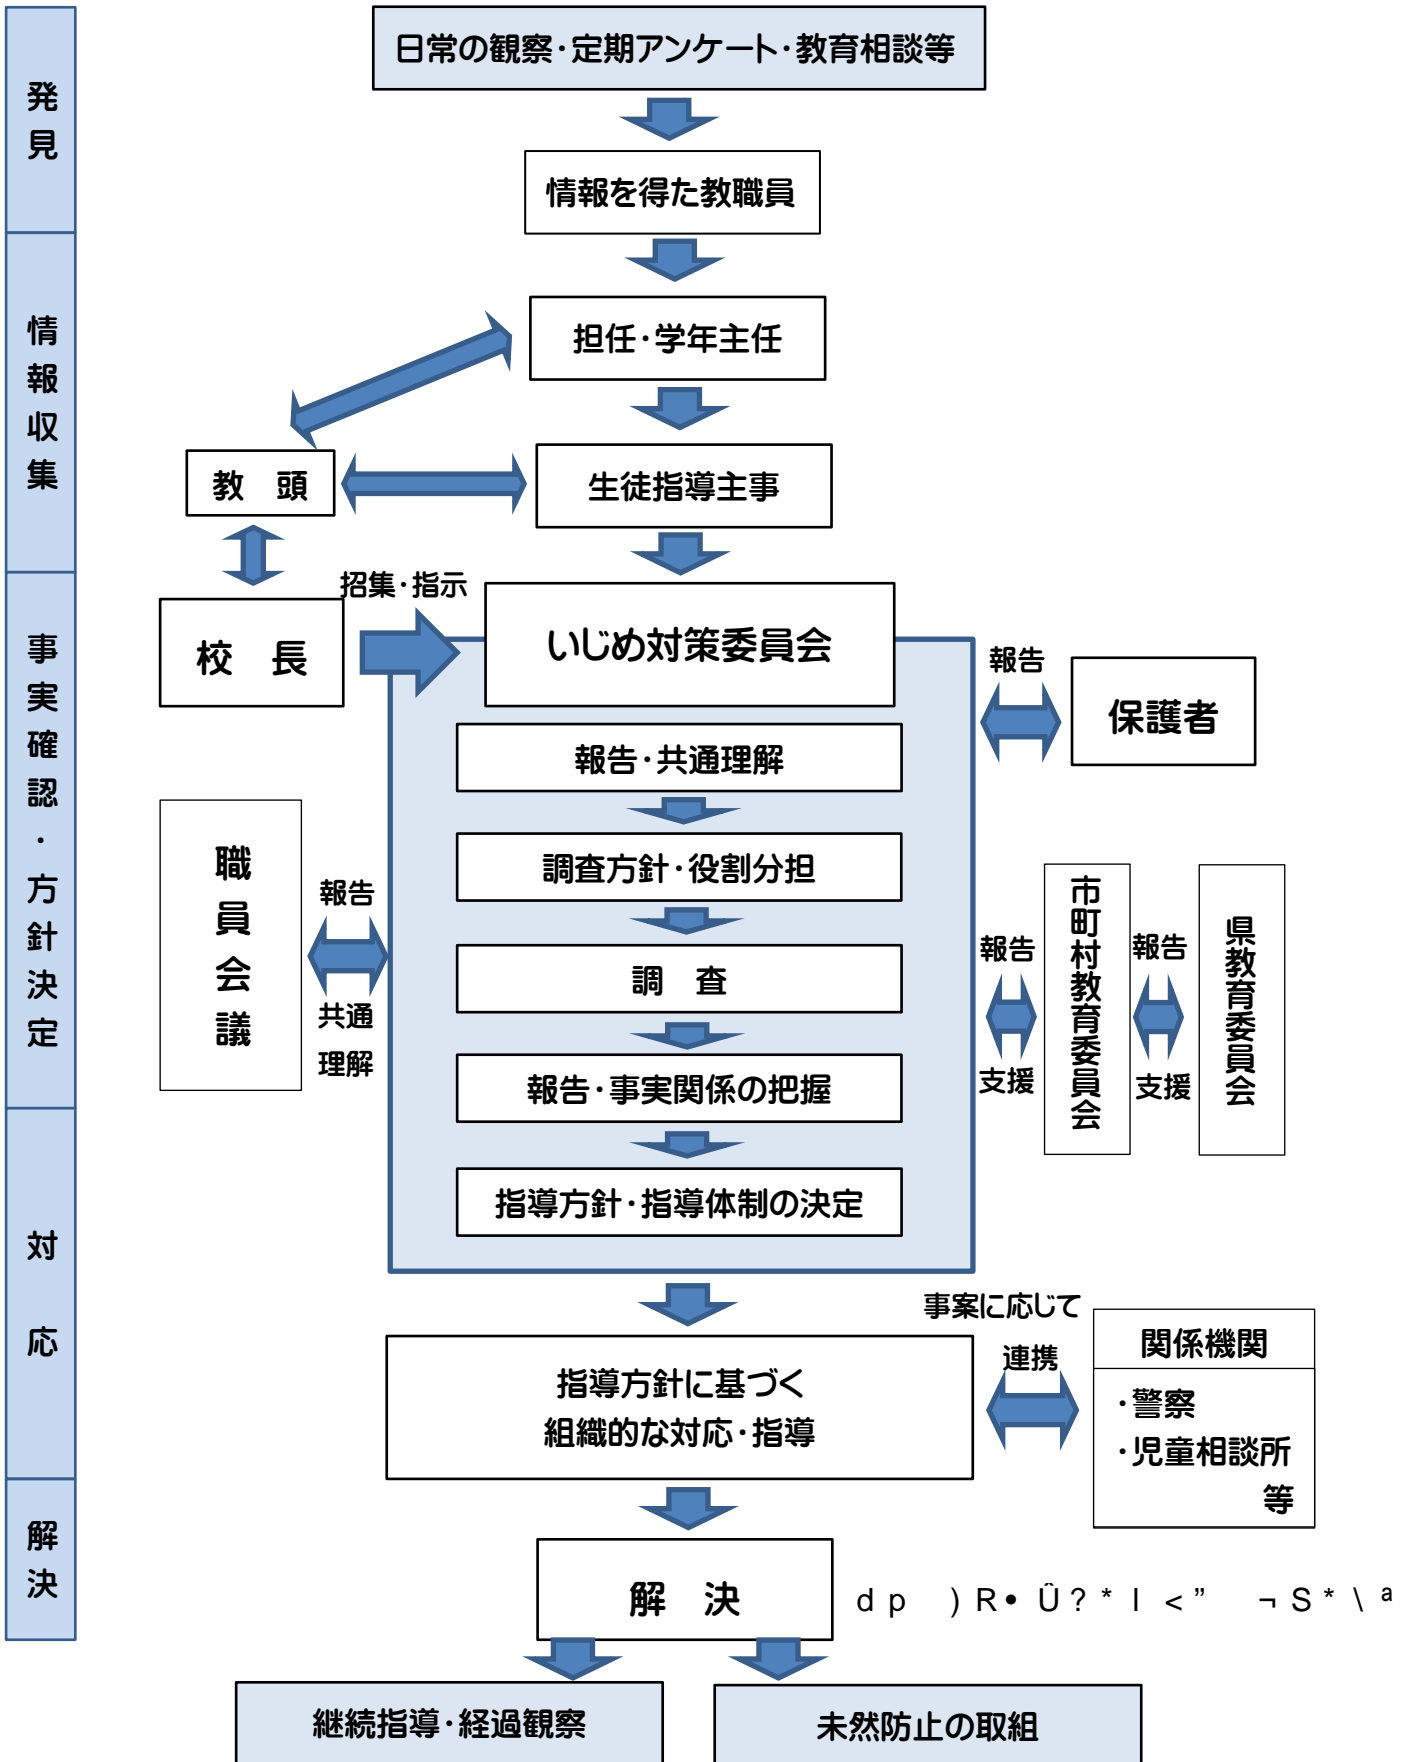 発見
日常の観察・定期アンケート・教育相談等
情報を得た教職員
情報収集
担任・学年主任
教　頭
生徒指導主事
事実確認・方針決定
校　長
招集・指示
いじめ対策委員会
報告
保護者
報告・共通理解
調査方針・役割分担
職員会議
報告
共通
理解
調　査
報告
支援
市町村教育委員会
報告
支援
県教育委員会
報告・事実関係の把握
指導方針・指導体制の決定
対応
事案に応じて
連携
指導方針に基づく
組織的な対応・指導
関係機関
・警察
・児童相談所
等
解決
解　決
d p ) R• Û ? * I < ” ¬ S * \ ª
継続指導・経過観察
未然防止の取組